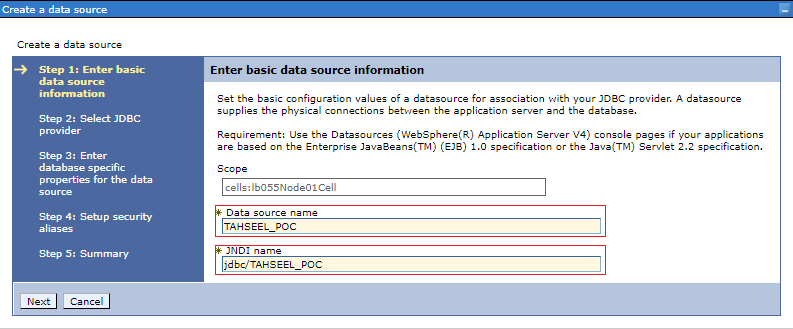 Create a data source
Create a data source
Step 1: Enter basic
data source
information
Step 2: Select JDBC
provider
Step 3: Enter
database specific
properties for the data
source
Step 4: Setup security
aliases
Step 5: Summary
Enter basic data source information
Set the basic configuration values of a datasource for association with your JDBC provider. A datasource
supplies the physical connections between the application server and the database.
Requirement: Use the Datasources (WebSphere(R) Application Server V4) console pages if your applications
are based on the Enterprise JavaBeans(TM) (EJB) 1.0 specification or the Java(TM) Servlet 2.2 specification.
Scope
cells:lb055Node01Cell
* Data source name
TAHSEEL_POC
* JNDI name
jdbc/TAHSEEL_POC
Next Cancel